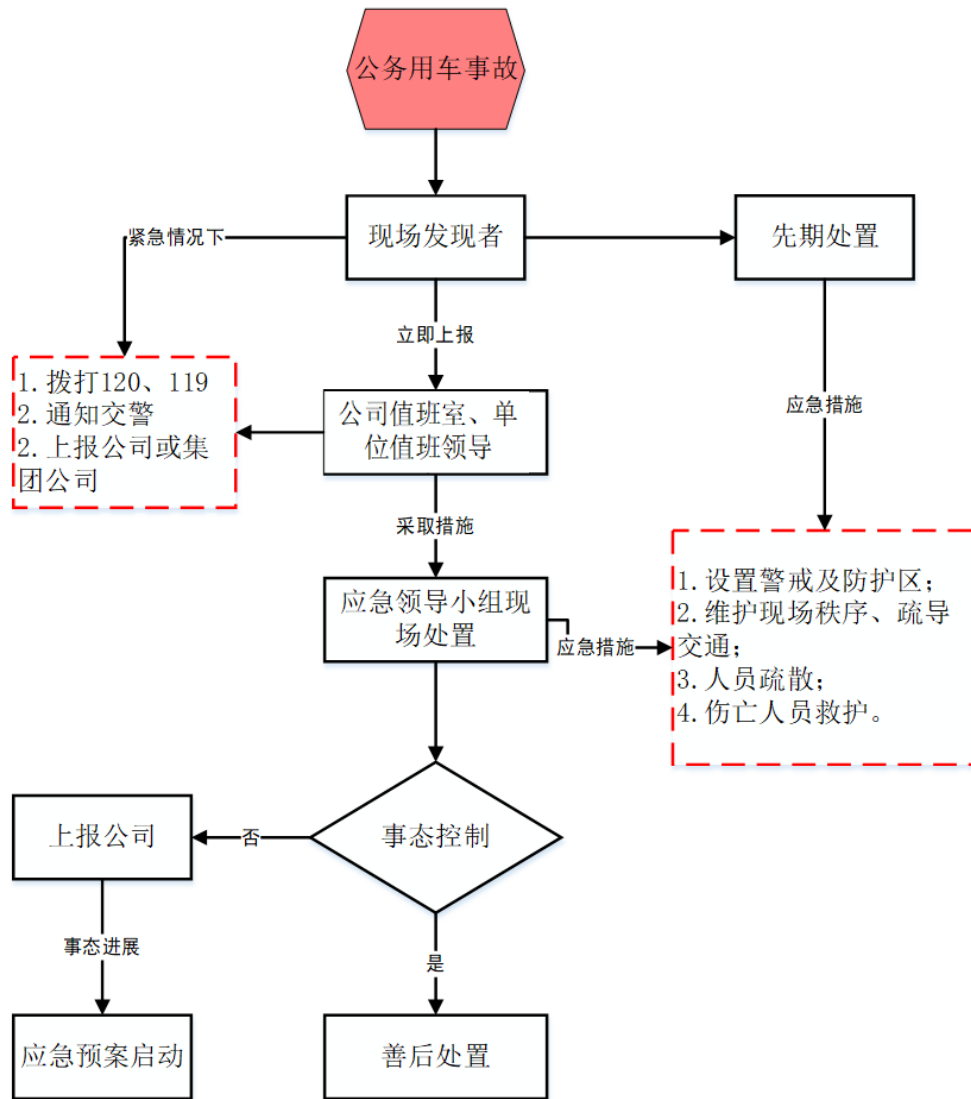 公务用车事故
紧急情况下
现场发现者
先期处置
立即上报
1.拨打120、119
2.通知交警
2.上报公司或集
团公司
公司值班室、单
位值班领导
应急措施
采取措施
应急领导小组现
场处置
应急措施
1.设置警戒及防护区；
2.维护现场秩序、疏导
交通；
3.人员疏散；
4.伤亡人员救护。
上报公司
否
事态控制
事态进展
是
应急预案启动
善后处置